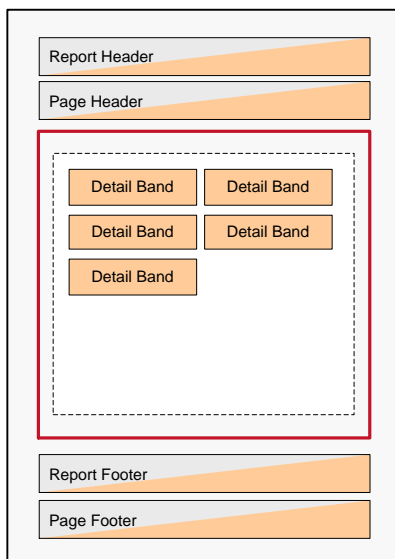 Report Header
Page Header
Detail Band Detail Band
Detail Band Detail Band
Detail Band
Report Footer
Page Footer